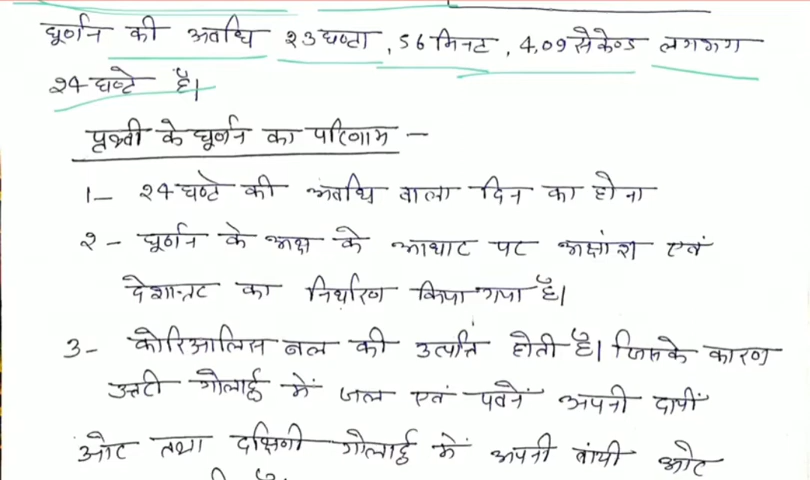 घूर्णन की अवधि 23 घण्टा, 56 मिनट, 4.09 सेकेण्ड लगभग
24 घण्टे है।
पृथ्वी के घूर्णन का परिणाम –
1– 24 घण्टे की अवधि वाला दिन का होना
2 – घूर्णन के अक्ष के आधार पर अक्षांश एवं
देशान्तर का निर्धारण किया गया है।
3– कोरिऑलिस बल की उत्पत्ति होती है। जिसके कारण
उत्तरी गोलार्द्ध में जल एवं पवनें अपनी दायीं
ओर तथा दक्षिणी गोलार्द्ध में अपनी बांयी ओर